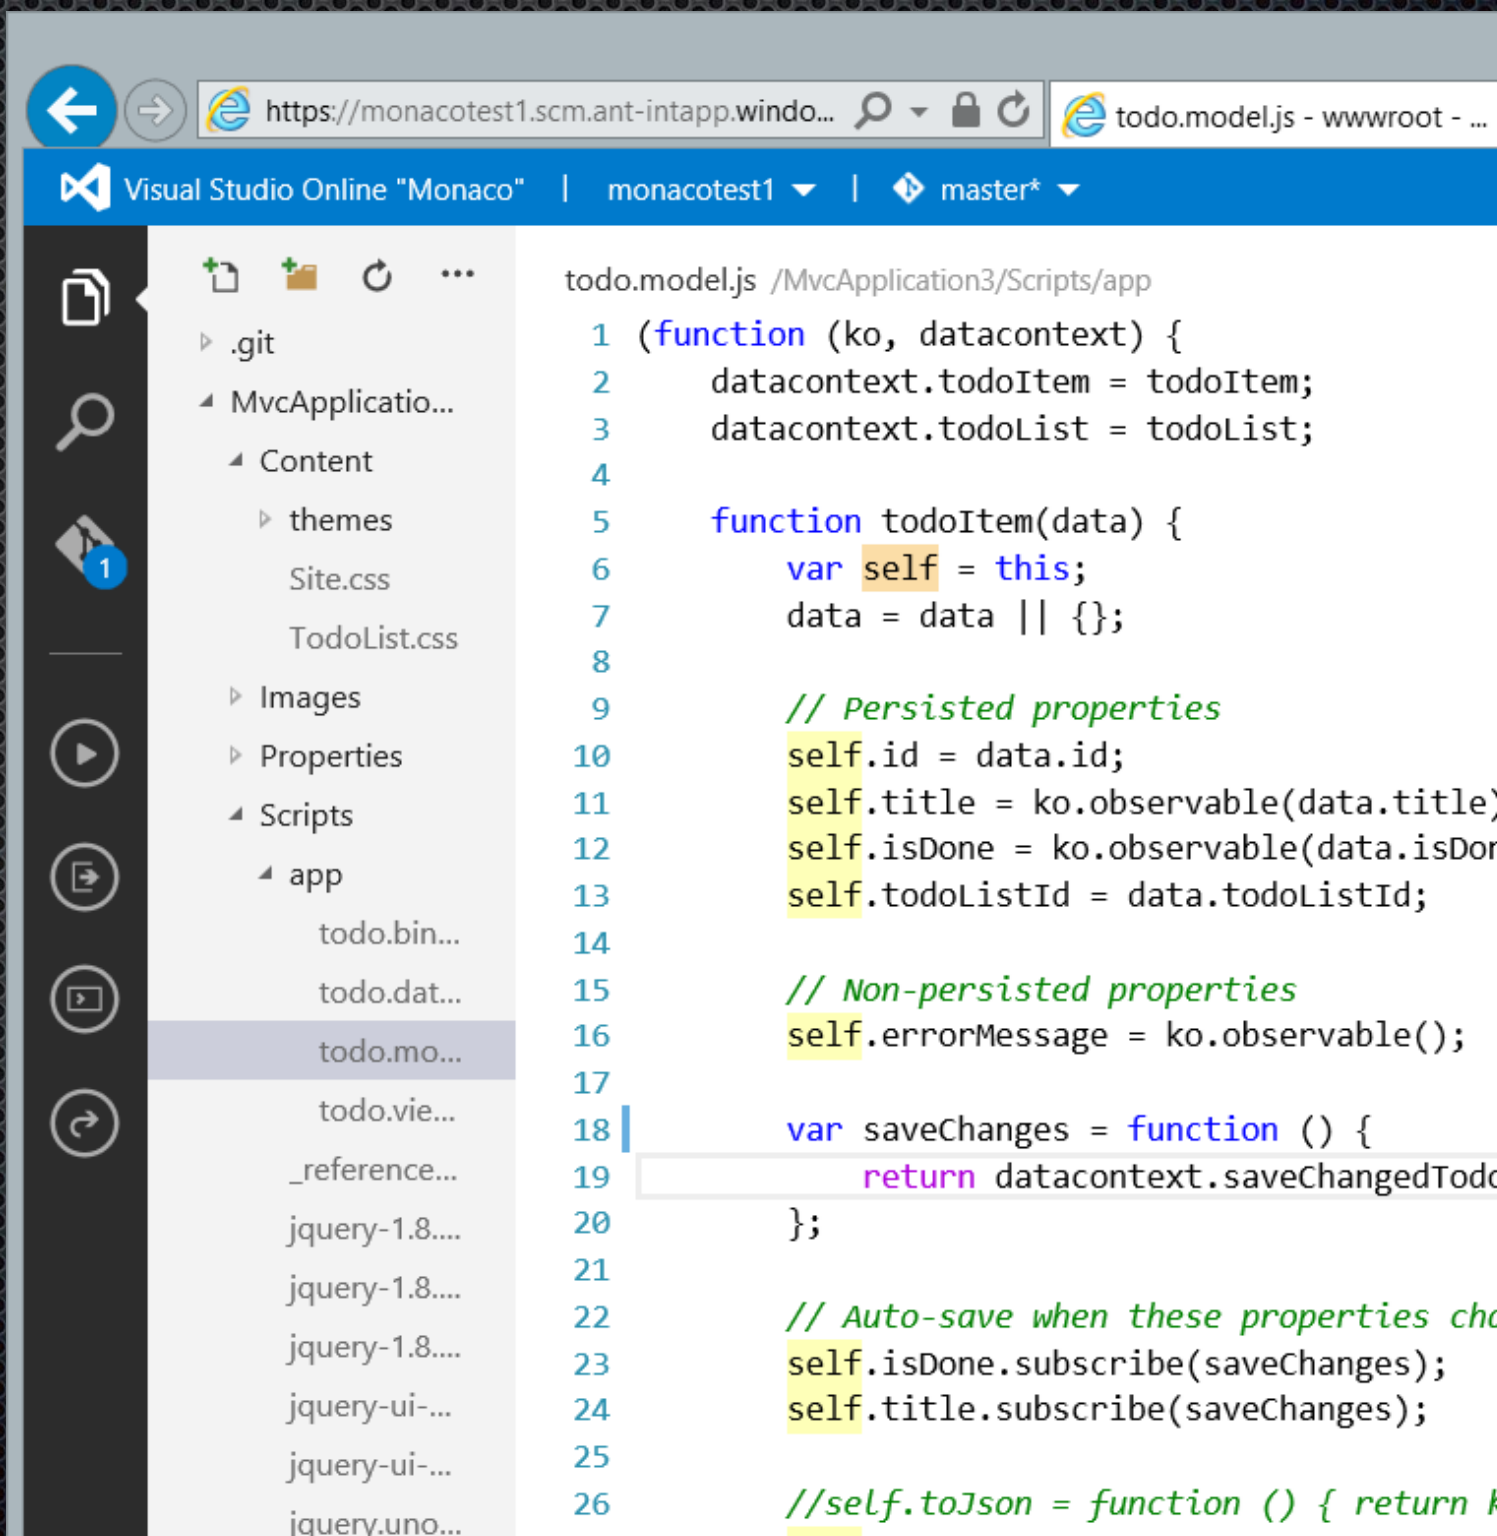 https://monacotest1.scm.ant-intapp.windo...
todo.model.js - wwwroot - ...
Visual Studio Online "Monaco" | monacotest1 | master*
.git
MvcApplicatio...
Content
themes
Site.css
TodoList.css
Images
Properties
Scripts
app
todo.bin...
todo.dat...
todo.mo...
todo.vie...
_reference...
jquery-1.8....
jquery-1.8....
jquery-1.8....
jquery-ui-...
jquery-ui-...
jquery.uno...
1
todo.model.js /MvcApplication3/Scripts/app
1 (function (ko, datacontext) {
2 datacontext.todoItem = todoItem;
3 datacontext.todoList = todoList;
4
5 function todoItem(data) {
6 var self = this;
7 data = data || {};
8
9 // Persisted properties
10 self.id = data.id;
11 self.title = ko.observable(data.title)
12 self.isDone = ko.observable(data.isDon
13 self.todoListId = data.todoListId;
14
15 // Non-persisted properties
16 self.errorMessage = ko.observable();
17
18 var saveChanges = function () {
19 return datacontext.saveChangedTodo
20 };
21
22 // Auto-save when these properties cha
23 self.isDone.subscribe(saveChanges);
24 self.title.subscribe(saveChanges);
25
26 //self.toJson = function () { return k